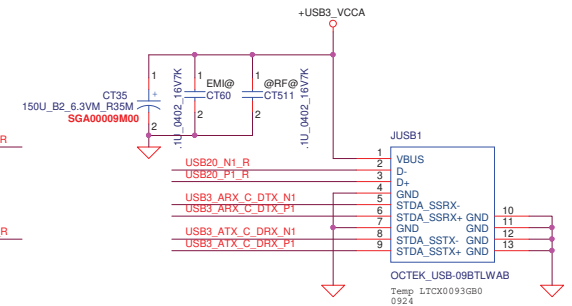 +USB3_VCCA
1
1 EMI@
1 @RF@
CT35
CT60
CT511
150U_B2_6.3VM_R35M
SGA00009M00
2
2
2
.1U_0402_16V7K
.1U_0402_16V7K
R
R
JUSB1
1 VBUS
USB20_N1_R 2 D-
USB20_P1_R 3 D+
4 GND
USB3_ARX_C_DTX_N1 5 STDA_SSRX-
USB3_ARX_C_DTX_P1 6 STDA_SSRX+ GND 10
7 GND GND 11
USB3_ATX_C_DRX_N1 8 STDA_SSTX- GND 12
USB3_ATX_C_DRX_P1 9 STDA_SSTX+ GND 13
OCTEK_USB-09BTLWAB
Temp LTCX0093GB0
0924